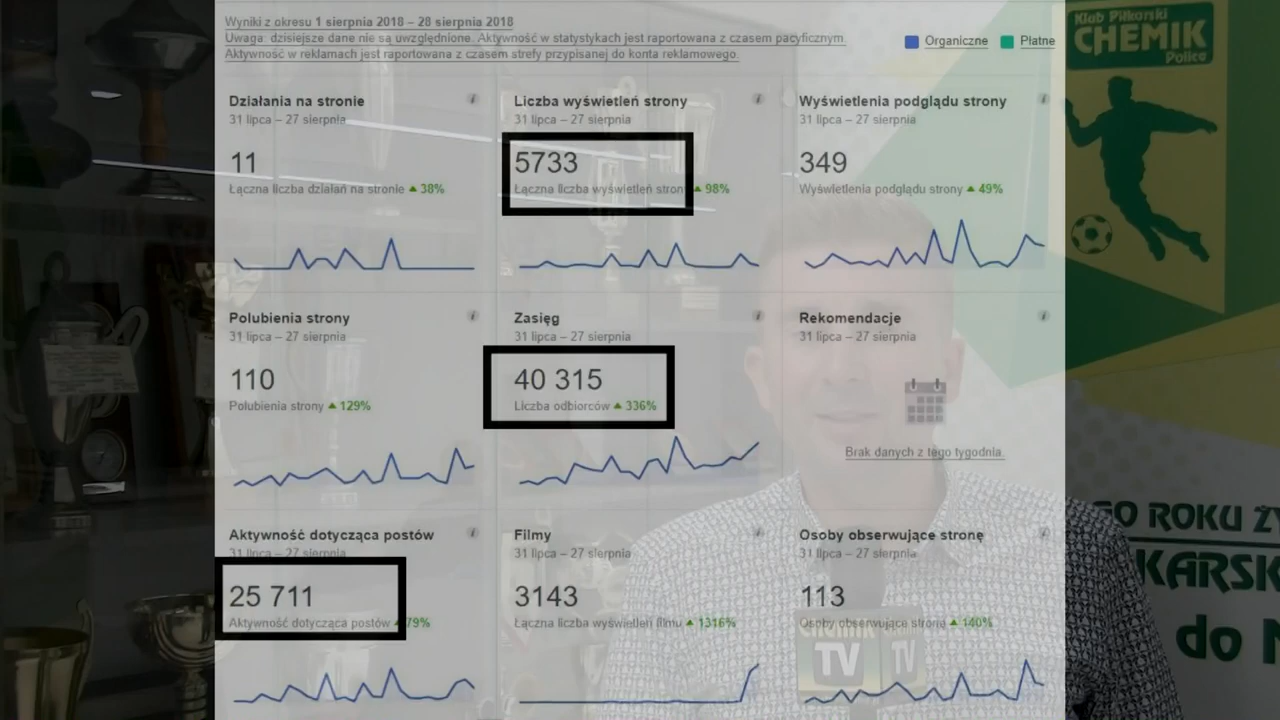 Wyniki z okresu 1 sierpnia 2018 – 28 sierpnia 2018
Uwaga: dzisiejsze dane nie są uwzględnione. Aktywność w statystykach jest raportowana z czasem pacyficznym.
Aktywność w reklamach jest raportowana z czasem strefy przypisanej do konta reklamowego.
Organiczne Płatne
Klub Piłkarski
CHEMIK
Police
Działania na stronie
31 lipca – 27 sierpnia
11
Łączna liczba działań na stronie 38%
Liczba wyświetleń strony
31 lipca – 27 sierpnia
5733
Łączna liczba wyświetleń stron 98%
Wyświetlenia podglądu strony
31 lipca – 27 sierpnia
349
Wyświetlenia podglądu strony 49%
Polubienia strony
31 lipca – 27 sierpnia
110
Polubienia strony 129%
Zasięg
31 lipca – 27 sierpnia
40 315
Liczba odbiorców 336%
Rekomendacje
31 lipca – 27 sierpnia
Brak danych z tego tygodnia.
Aktywność dotycząca postów
31 lipca – 27 sierpnia
25 711
Aktywność dotycząca postów 79%
Filmy
31 lipca – 27 sierpnia
3143
Łączna liczba wyświetleń filmu 1316%
Osoby obserwujące stronę
31 lipca – 27 sierpnia
113
Osoby obserwujące stronę 140%
CHEMIK
TV
TV
GO ROKU
KARSK
do